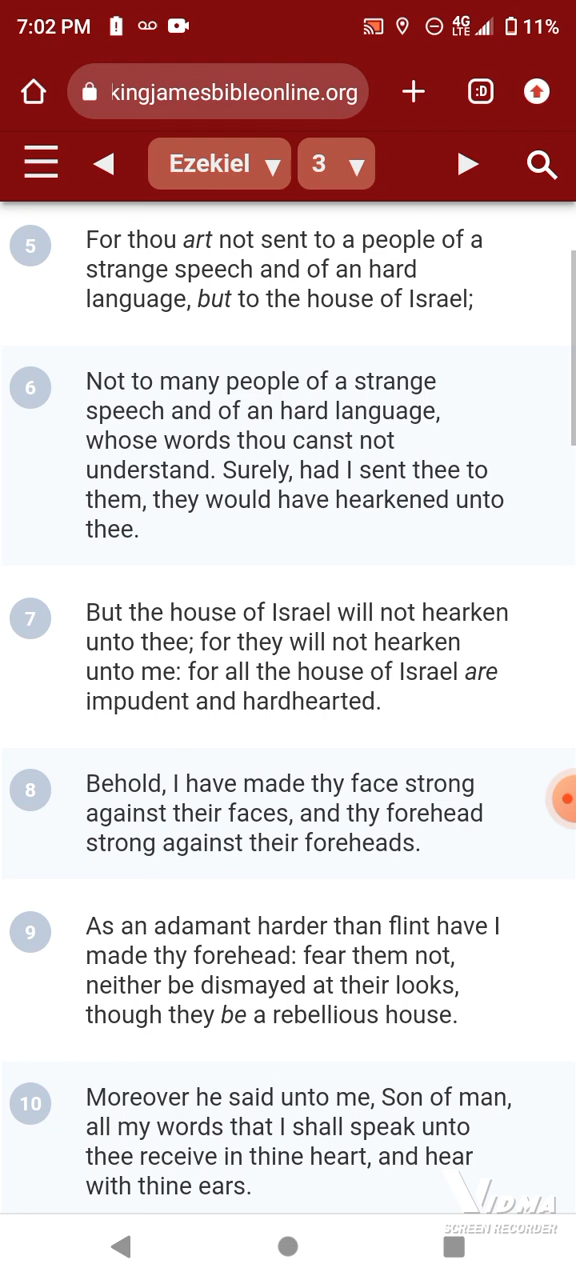 7:02 PM 4G LTE 11%
kingjamesbibleonline.org :D
Ezekiel 3
5 For thou art not sent to a people of a
strange speech and of an hard
language, but to the house of Israel;
6 Not to many people of a strange
speech and of an hard language,
whose words thou canst not
understand. Surely, had I sent thee to
them, they would have hearkened unto
thee.
7 But the house of Israel will not hearken
unto thee; for they will not hearken
unto me: for all the house of Israel are
impudent and hardhearted.
8 Behold, I have made thy face strong
against their faces, and thy forehead
strong against their foreheads.
9 As an adamant harder than flint have I
made thy forehead: fear them not,
neither be dismayed at their looks,
though they be a rebellious house.
10 Moreover he said unto me, Son of man,
all my words that I shall speak unto
thee receive in thine heart, and hear
with thine ears.
VIDMA
SCREEN RECORDER